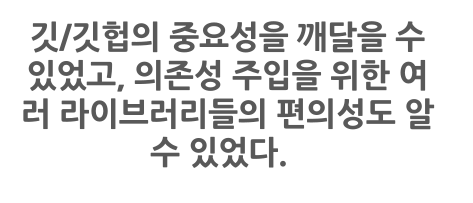 깃/깃헙의 중요성을 깨달을 수
있었고, 의존성 주입을 위한 여
러 라이브러리들의 편의성도 알
수 있었다.